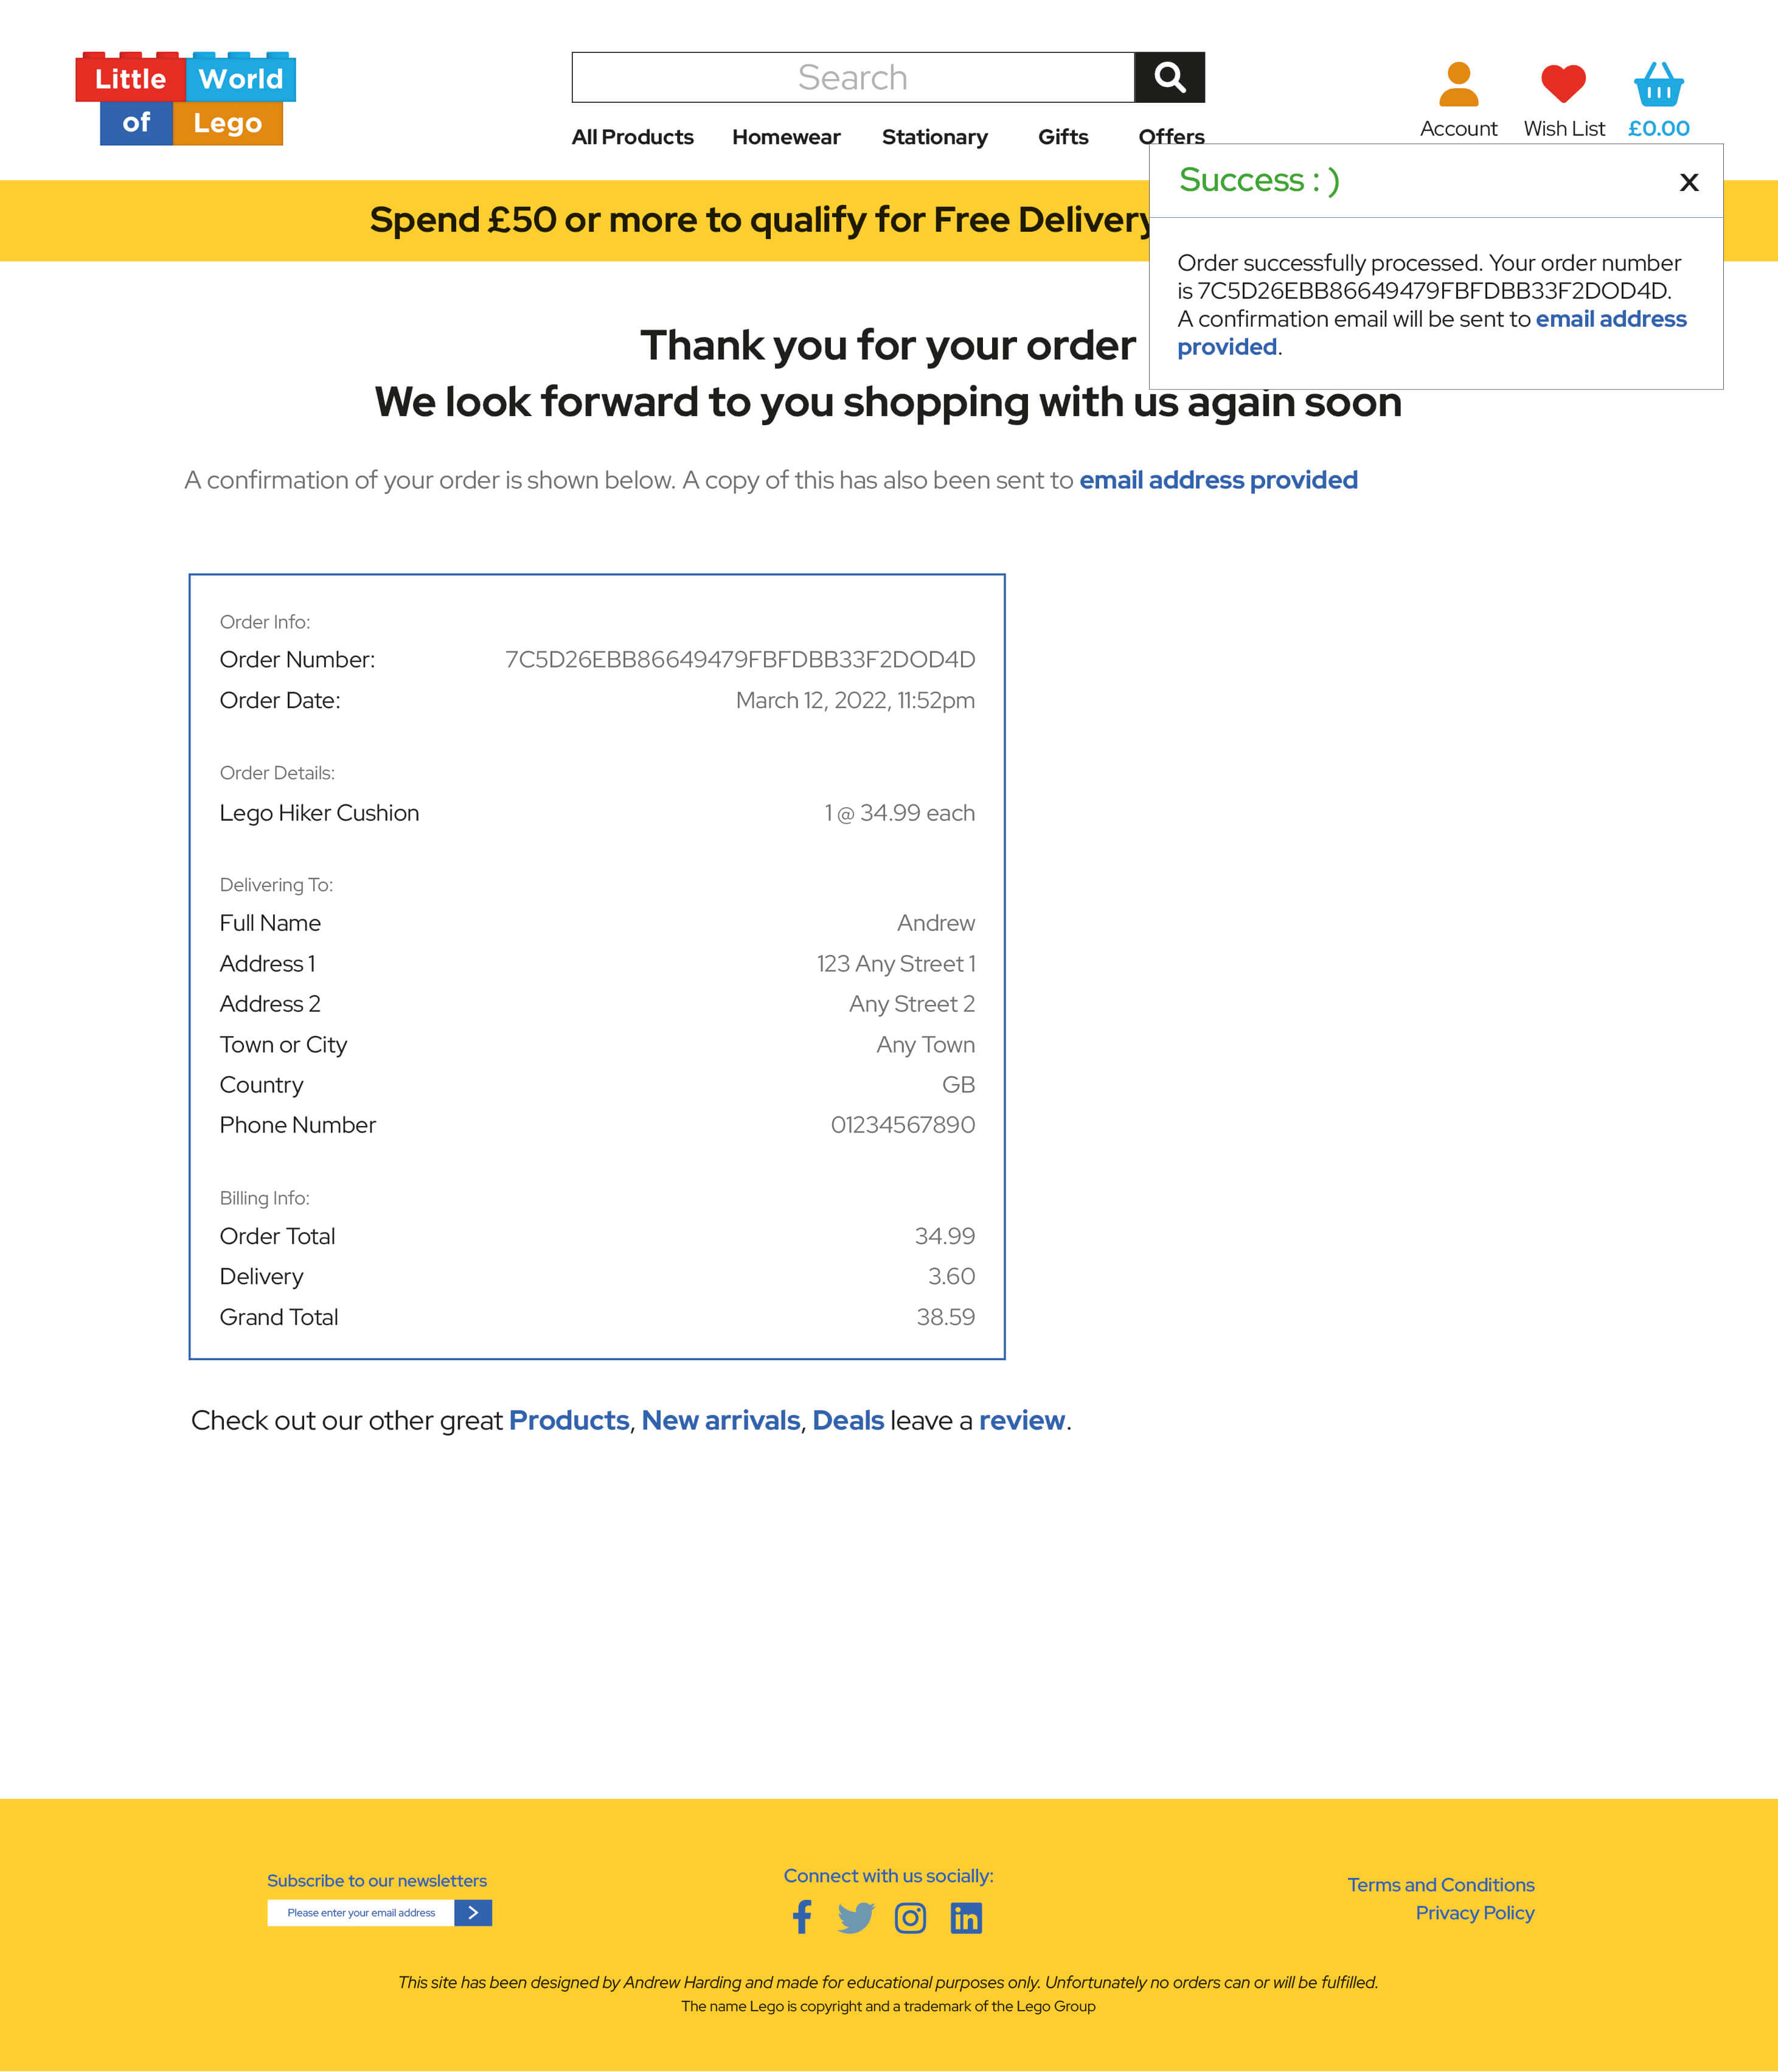 Little World
of Lego
Search
Account Wish List £0.00
All Products Homewear Stationary Gifts Offers
Success : ) x
Spend £50 or more to qualify for Free Delivery
Order successfully processed. Your order number
is 7C5D26EBB86649479FBFDBB33F2DOD4D.
A confirmation email will be sent to email address
provided.
Thank you for your order
We look forward to you shopping with us again soon
A confirmation of your order is shown below. A copy of this has also been sent to email address provided
Order Info:
Order Number: 7C5D26EBB86649479FBFDBB33F2DOD4D
Order Date: March 12, 2022, 11:52pm
Order Details:
Lego Hiker Cushion 1 @ 34.99 each
Delivering To:
Full Name Andrew
Address 1 123 Any Street 1
Address 2 Any Street 2
Town or City Any Town
Country GB
Phone Number 01234567890
Billing Info:
Order Total 34.99
Delivery 3.60
Grand Total 38.59
Check out our other great Products, New arrivals, Deals leave a review.
Subscribe to our newsletters
Please enter your email address >
Connect with us socially:
Terms and Conditions
Privacy Policy
This site has been designed by Andrew Harding and made for educational purposes only. Unfortunately no orders can or will be fulfilled.
The name Lego is copyright and a trademark of the Lego Group